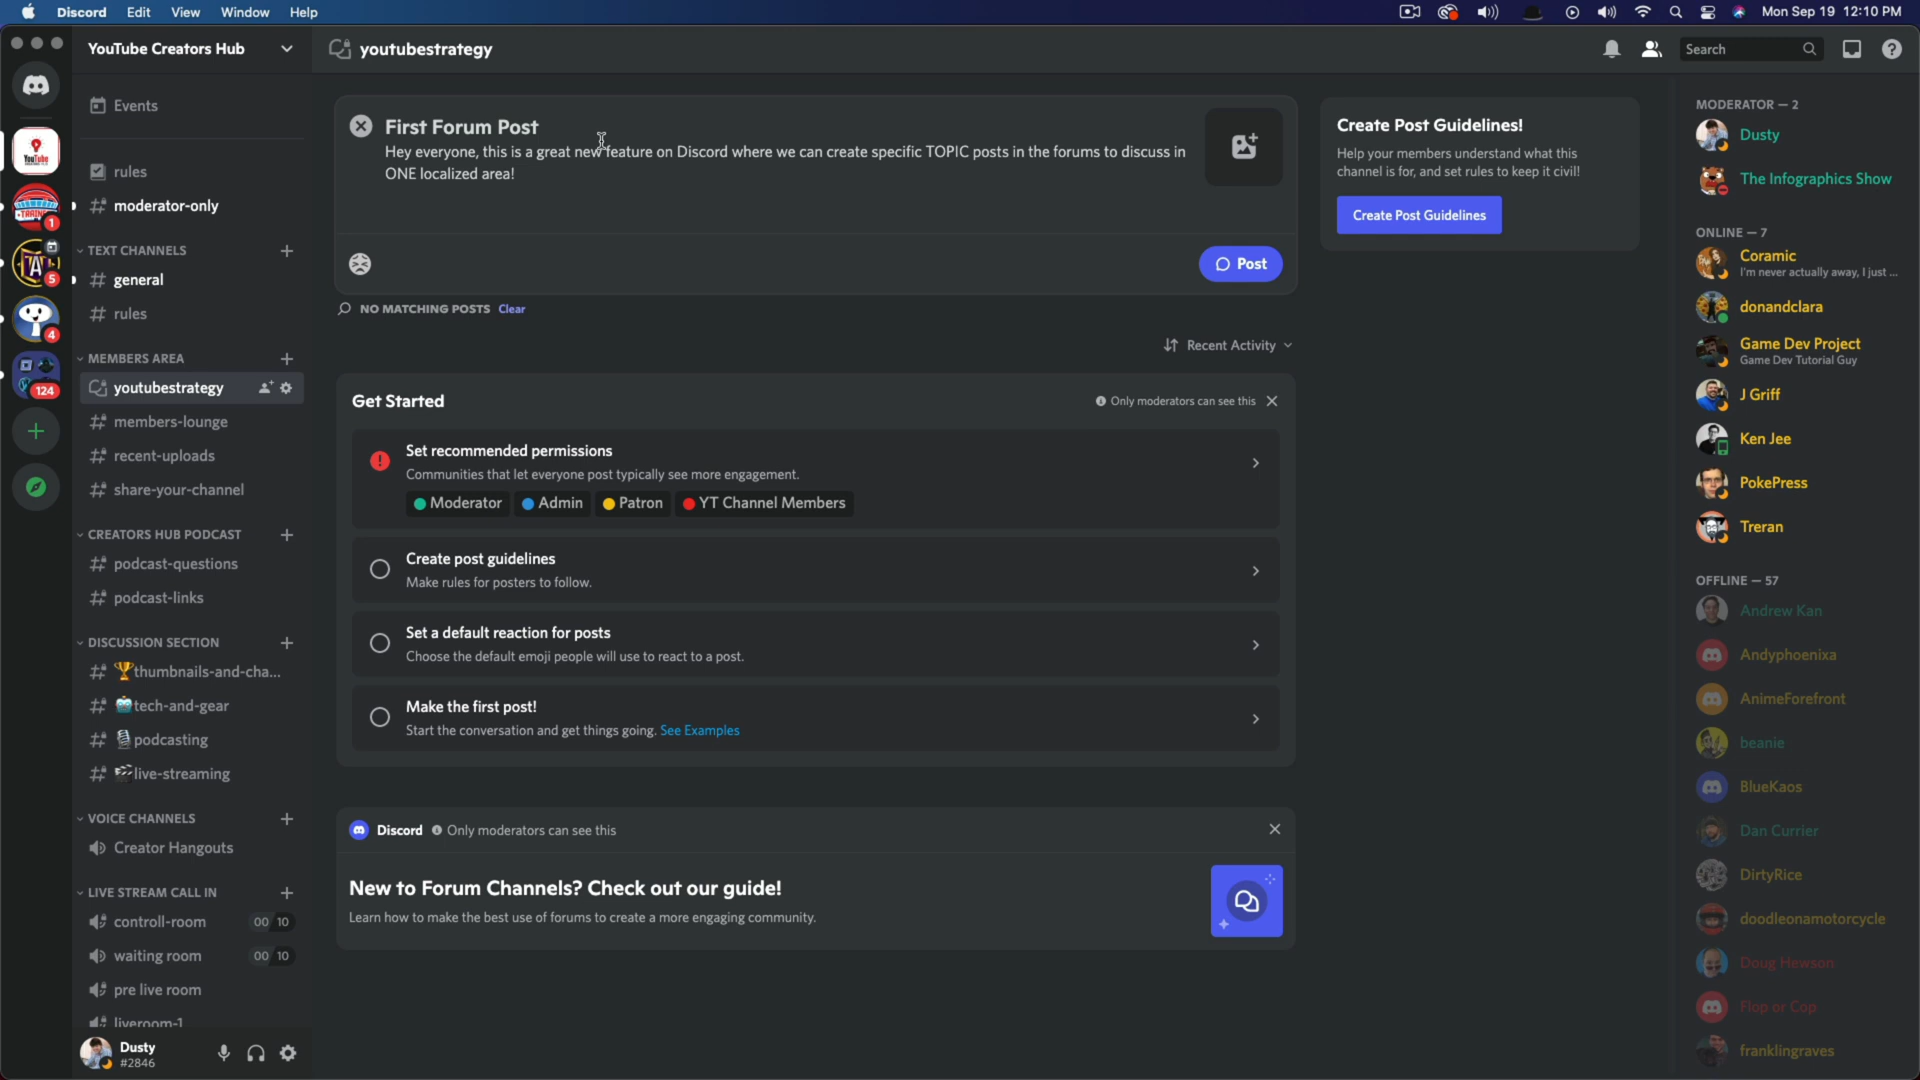 Discord Edit View Window Help
Mon Sep 19 12:10 PM
YouTube Creators Hub
Events
rules
moderator-only
TEXT CHANNELS
general
rules
MEMBERS AREA
youtubestrategy
members-lounge
recent-uploads
share-your-channel
CREATORS HUB PODCAST
podcast-questions
podcast-links
DISCUSSION SECTION
🏆thumbnails-and-cha...
🤖tech-and-gear
🎙podcasting
🎬live-streaming
VOICE CHANNELS
Creator Hangouts
LIVE STREAM CALL IN
controll-room 00 10
waiting room 00 10
pre live room
liveroom-1
Dusty
#2846
YouTube
TRAIN
1
5
4
124
youtubestrategy
Search
First Forum Post
Hey everyone, this is a great new feature on Discord where we can create specific TOPIC posts in the forums to discuss in
ONE localized area!
Post
NO MATCHING POSTS Clear
Recent Activity
Get Started
Only moderators can see this
Set recommended permissions
Communities that let everyone post typically see more engagement.
Moderator Admin Patron YT Channel Members
Create post guidelines
Make rules for posters to follow.
Set a default reaction for posts
Choose the default emoji people will use to react to a post.
Make the first post!
Start the conversation and get things going. See Examples
Discord Only moderators can see this
New to Forum Channels? Check out our guide!
Learn how to make the best use of forums to create a more engaging community.
Create Post Guidelines!
Help your members understand what this
channel is for, and set rules to keep it civil!
Create Post Guidelines
MODERATOR — 2
Dusty
The Infographics Show
ONLINE — 7
Coramic
I'm never actually away, I just ...
donandclara
Game Dev Project
Game Dev Tutorial Guy
J Griff
Ken Jee
PokePress
Treran
OFFLINE — 57
Andrew Kan
Andyphoenixa
AnimeForefront
beanie
BlueKaos
Dan Currier
DirtyRice
doodleonamotorcycle
Doug Hewson
Flop or Cop
franklingraves